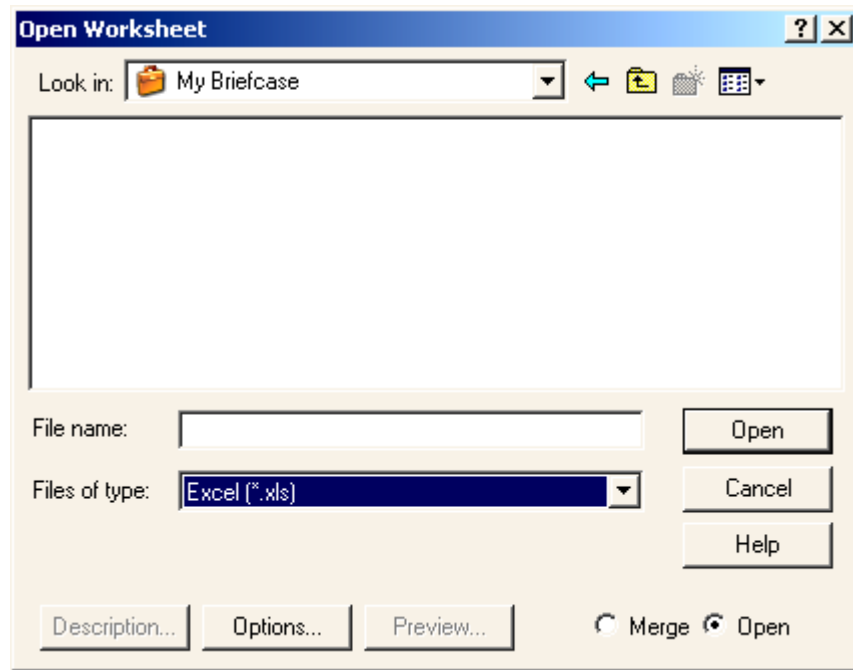 Open Worksheet
Look in: My Briefcase
File name: Open
Files of type: Excel (*.xls) Cancel
Help
Description... Options... Preview... Merge Open